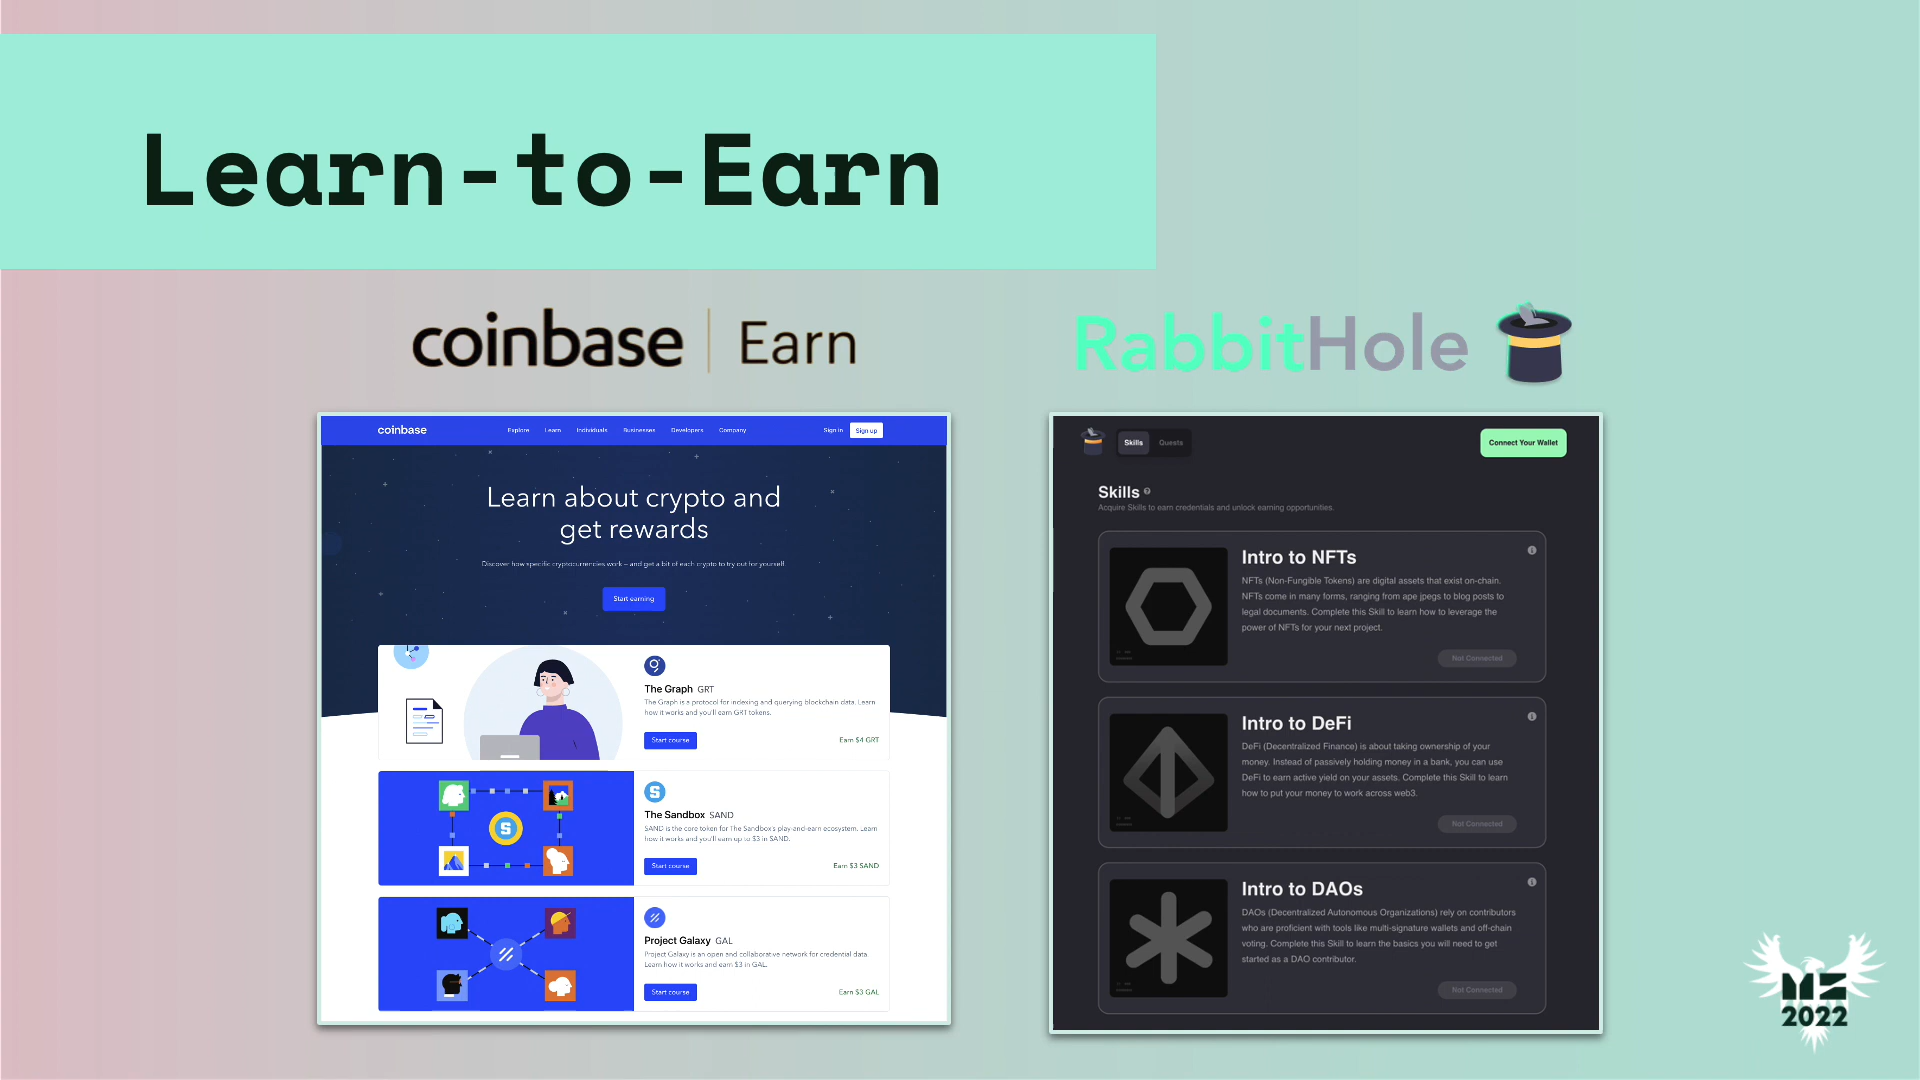 Learn-to-Earn
coinbase | Earn
RabbitHole
coinbase
Explore Learn Individuals Businesses Developers Company
Sign in Sign up
Learn about crypto and
get rewards
Discover how specific cryptocurrencies work – and get a bit of each crypto to try out for yourself.
Start earning
The Graph GRT
The Graph is a protocol for indexing and querying blockchain data. Learn
how it works and you'll earn GRT tokens.
Start course Earn $4 GRT
The Sandbox SAND
SAND is the core token for The Sandbox's play-and-earn ecosystem. Learn
how it works and you'll earn up to $3 in SAND.
Start course Earn $3 SAND
Project Galaxy GAL
Project Galaxy is an open and collaborative network for credential data.
Learn how it works and earn $3 in GAL.
Start course Earn $3 GAL
Skills Quests
Connect Your Wallet
Skills
Acquire Skills to earn credentials and unlock earning opportunities.
Intro to NFTs
NFTs (Non-Fungible Tokens) are digital assets that exist on-chain.
NFTs come in many forms, ranging from ape jpegs to blog posts to
legal documents. Complete this Skill to learn how to leverage the
power of NFTs for your next project.
Not Connected
Intro to DeFi
DeFi (Decentralized Finance) is about taking ownership of your
money. Instead of passively holding money in a bank, you can use
DeFi to earn active yield on your assets. Complete this Skill to learn
how to put your money to work across web3.
Not Connected
Intro to DAOs
DAOs (Decentralized Autonomous Organizations) rely on contributors
who are proficient with tools like multi-signature wallets and off-chain
voting. Complete this Skill to learn the basics you will need to get
started as a DAO contributor.
Not Connected
2022